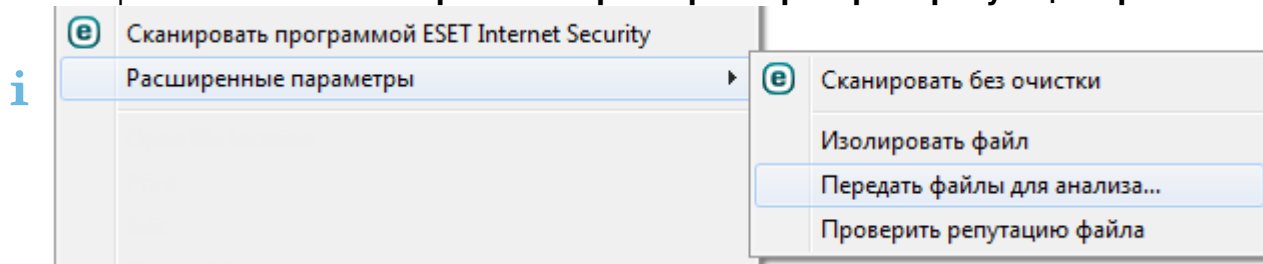 Сканировать программой ESET Internet Security
Расширенные параметры
Сканировать без очистки
Изолировать файл
Передать файлы для анализа...
Проверить репутацию файла